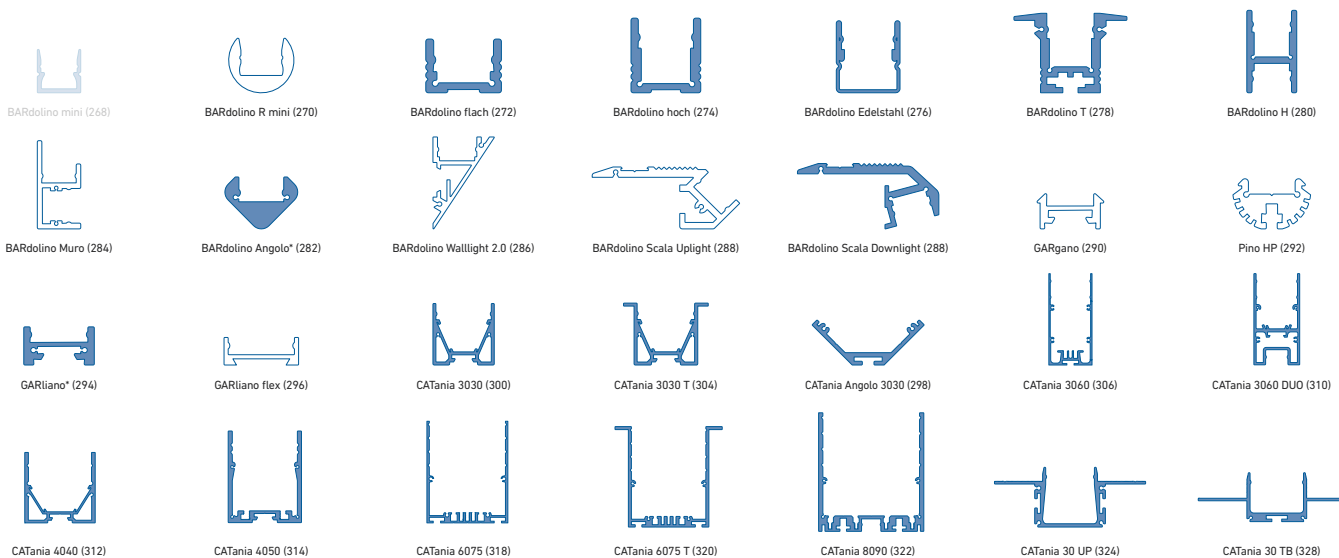 BARdolino mini (268)
BARdolino R mini (270)
BARdolino flach (272)
BARdolino hoch (274)
BARdolino Edelstahl (276)
BARdolino T (278)
BARdolino H (280)
BARdolino Muro (284)
BARdolino Angolo* (282)
BARdolino Walllight 2.0 (286)
BARdolino Scala Uplight (288)
BARdolino Scala Downlight (288)
GARgano (290)
Pino HP (292)
GARliano* (294)
GARliano flex (296)
CATania 3030 (300)
CATania 3030 T (304)
CATania Angolo 3030 (298)
CATania 3060 (306)
CATania 3060 DUO (310)
CATania 4040 (312)
CATania 4050 (314)
CATania 6075 (318)
CATania 6075 T (320)
CATania 8090 (322)
CATania 30 UP (324)
CATania 30 TB (328)